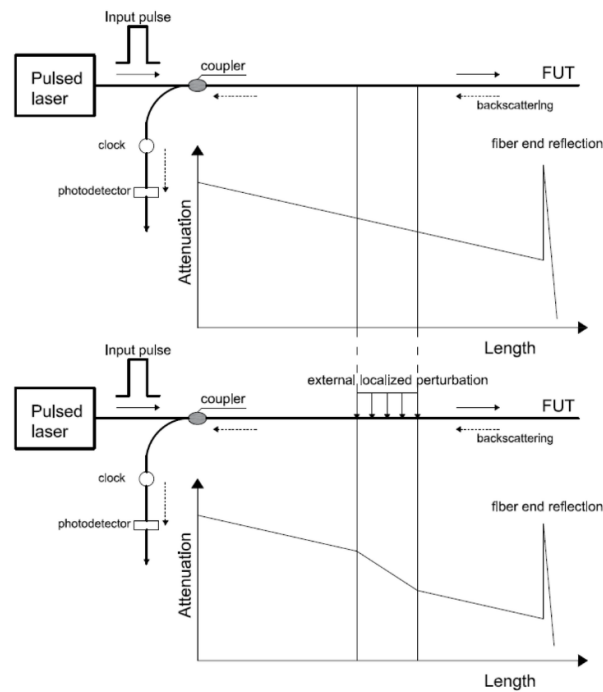 Input pulse
Pulsed
laser
coupler
FUT
backscattering
clock
photodetector
fiber end reflection
Attenuation
Length
Input pulse
external localized perturbation
Pulsed
laser
coupler
FUT
backscattering
clock
photodetector
fiber end reflection
Attenuation
Length